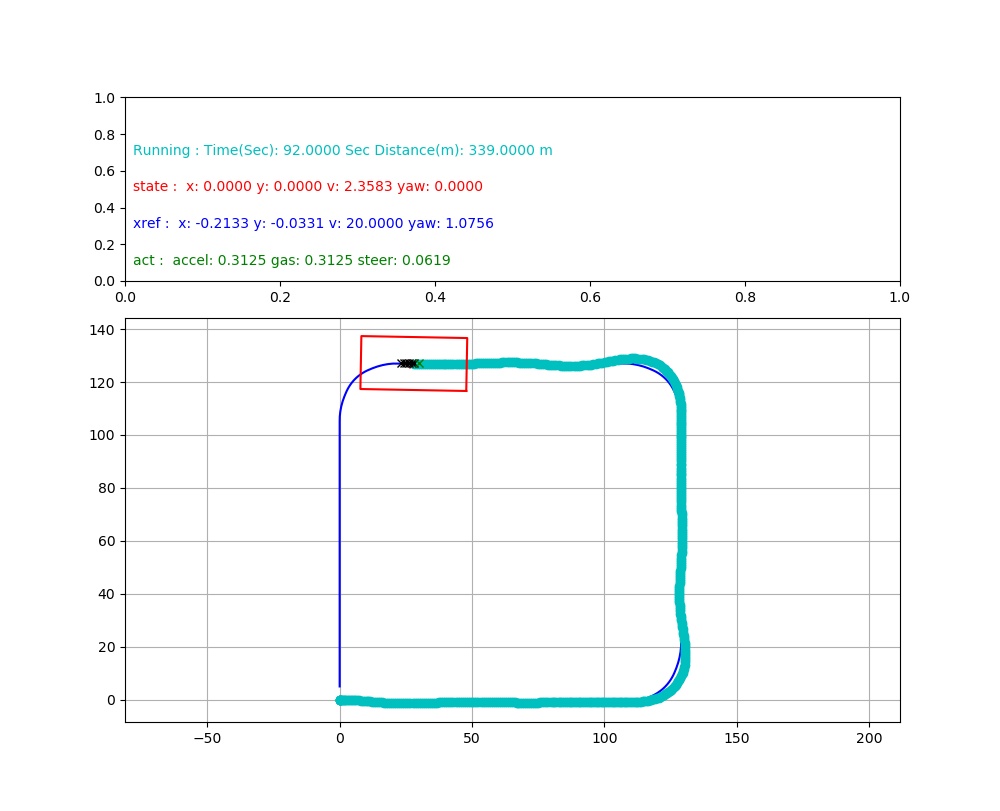 1.0
0.8
Running : Time(Sec): 92.0000 Sec Distance(m): 339.0000 m
0.6
state :  x: 0.0000 y: 0.0000 v: 2.3583 yaw: 0.0000
0.4
xref :  x: -0.2133 y: -0.0331 v: 20.0000 yaw: 1.0756
0.2
act :  accel: 0.3125 gas: 0.3125 steer: 0.0619
0.0
0.0 0.2 0.4 0.6 0.8 1.0
140
120
100
80
60
40
20
0
−50 0 50 100 150 200